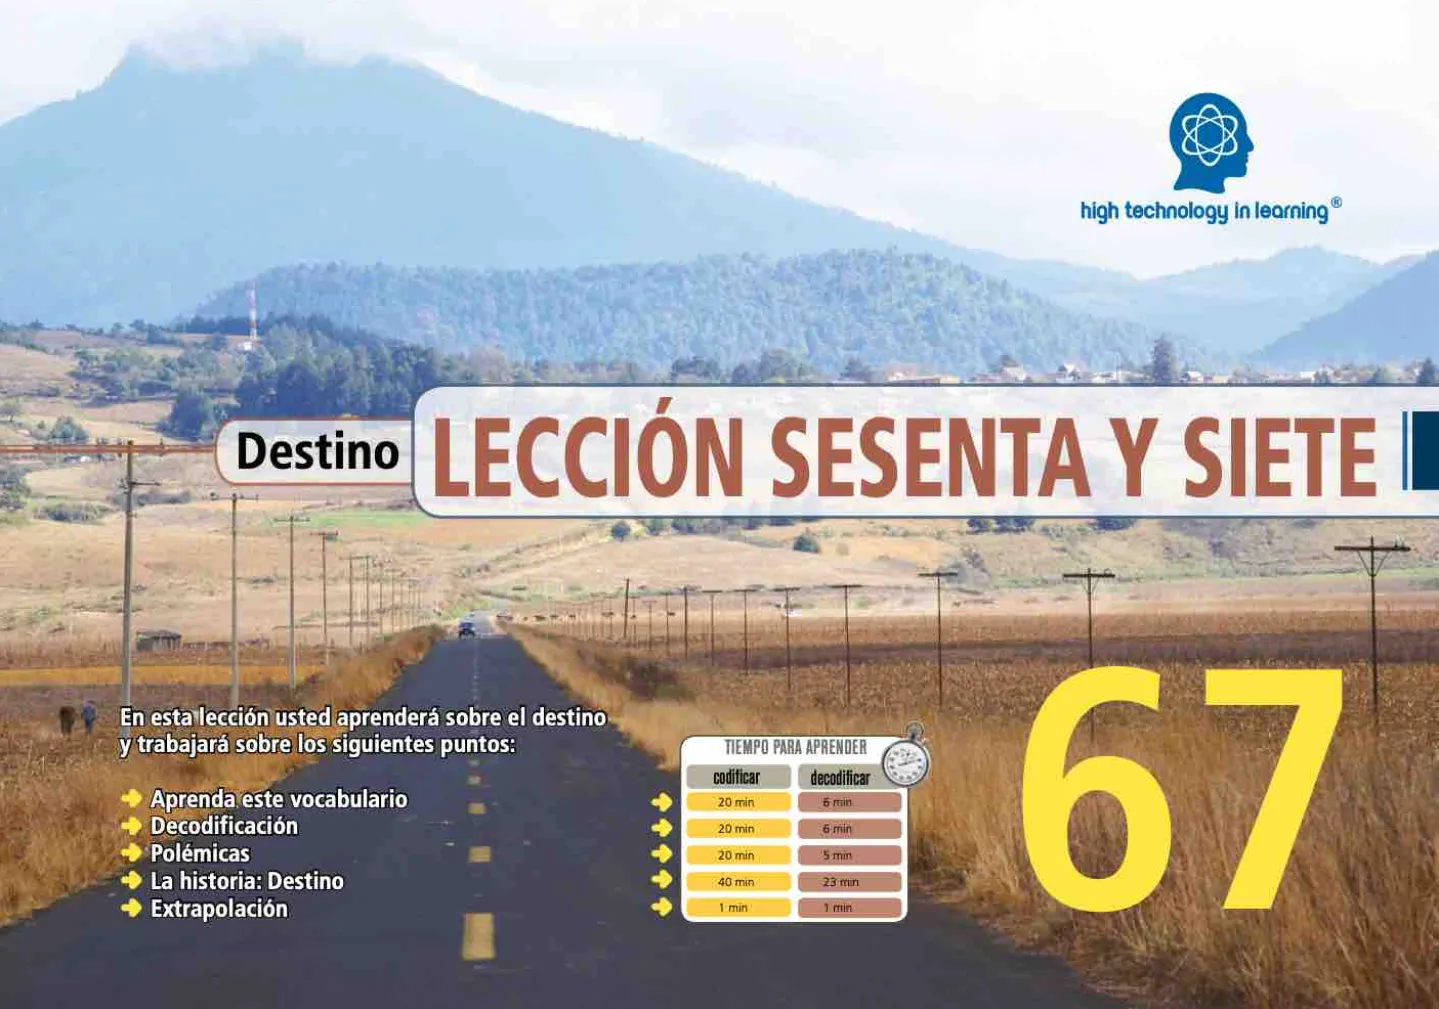 high technology in learning®
Destino
LECCIÓN SESENTA Y SIETE
67
En esta lección usted aprenderá sobre el destino
y trabajará sobre los siguientes puntos:
Aprenda este vocabulario
Decodificación
Polémicas
La historia: Destino
Extrapolación
TIEMPO PARA APRENDER
codificar decodificar
20 min 6 min
20 min 6 min
20 min 5 min
40 min 23 min
1 min 1 min